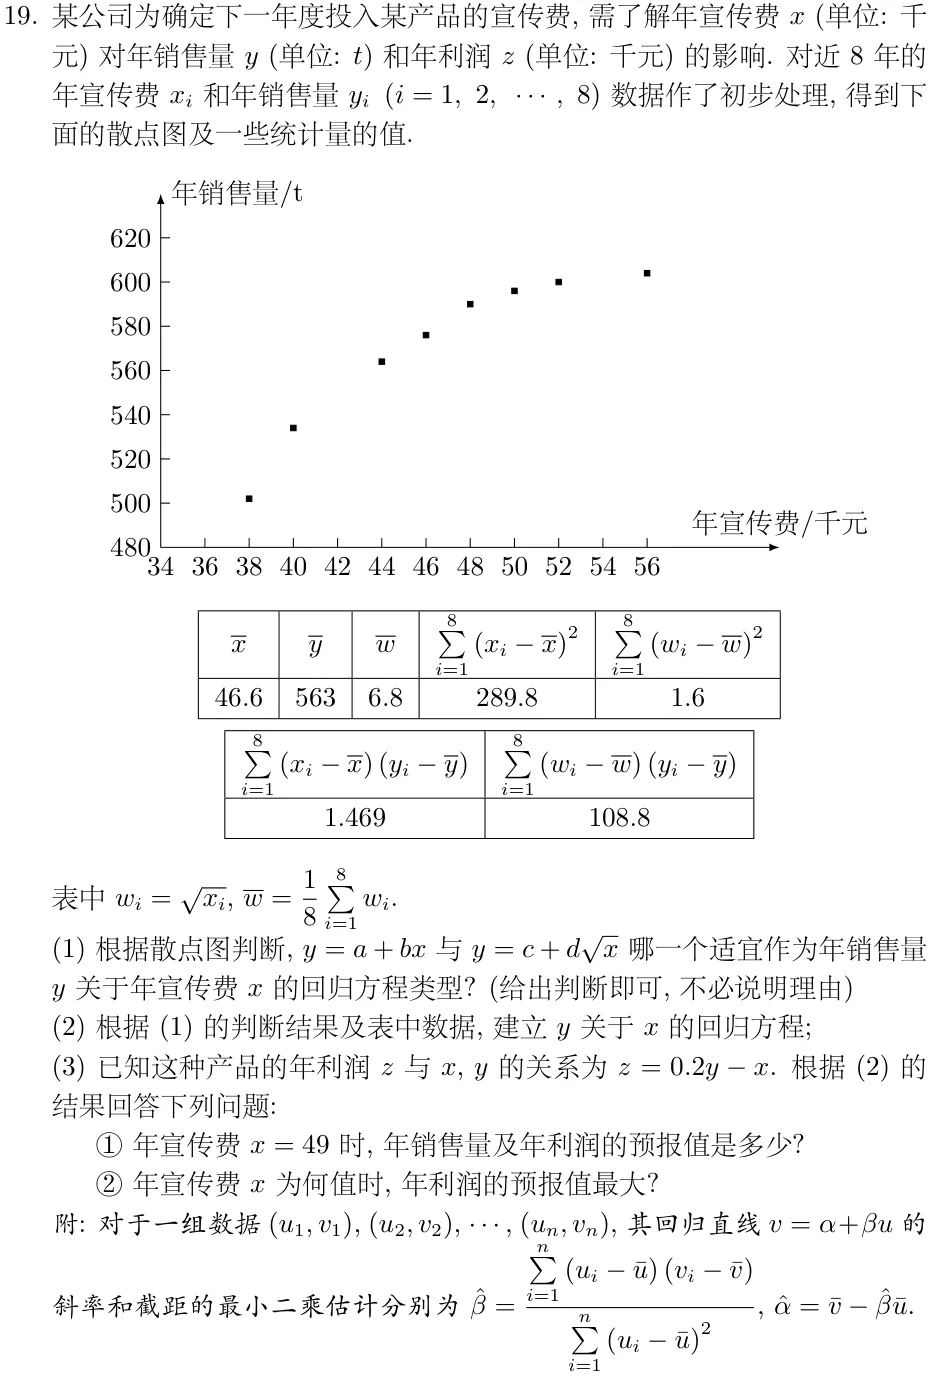 19. 某公司为确定下一年度投入某产品的宣传费, 需了解年宣传费 x (单位: 千
元) 对年销售量 y (单位: t) 和年利润 z (单位: 千元) 的影响. 对近 8 年的
年宣传费 xᵢ 和年销售量 yᵢ (i = 1, 2, ⋯ , 8) 数据作了初步处理, 得到下
面的散点图及一些统计量的值.
年销售量/t
620
600
580
560
540
520
500
480
年宣传费/千元
34 36 38 40 42 44 46 48 50 52 54 56
x̅ y̅ w̅ ∑_{i=1}^{8} (xᵢ − x̅)² ∑_{i=1}^{8} (wᵢ − w̅)²
46.6 563 6.8 289.8 1.6
∑_{i=1}^{8} (xᵢ − x̅) (yᵢ − y̅) ∑_{i=1}^{8} (wᵢ − w̅) (yᵢ − y̅)
1.469 108.8
表中 wᵢ = √xᵢ, w̅ = 1/8 ∑_{i=1}^{8} wᵢ.
(1) 根据散点图判断, y = a + bx 与 y = c + d√x 哪一个适宜作为年销售量
y 关于年宣传费 x 的回归方程类型? (给出判断即可, 不必说明理由)
(2) 根据 (1) 的判断结果及表中数据, 建立 y 关于 x 的回归方程;
(3) 已知这种产品的年利润 z 与 x, y 的关系为 z = 0.2y − x. 根据 (2) 的
结果回答下列问题:
① 年宣传费 x = 49 时, 年销售量及年利润的预报值是多少?
② 年宣传费 x 为何值时, 年利润的预报值最大?
附: 对于一组数据 (u₁, v₁), (u₂, v₂), ⋯ , (uₙ, vₙ), 其回归直线 v = α+βu 的
斜率和截距的最小二乘估计分别为 β̂ = ∑_{i=1}^{n} (uᵢ − ū) (vᵢ − v̄) / ∑_{i=1}^{n} (uᵢ − ū)², α̂ = v̄ − β̂ū.